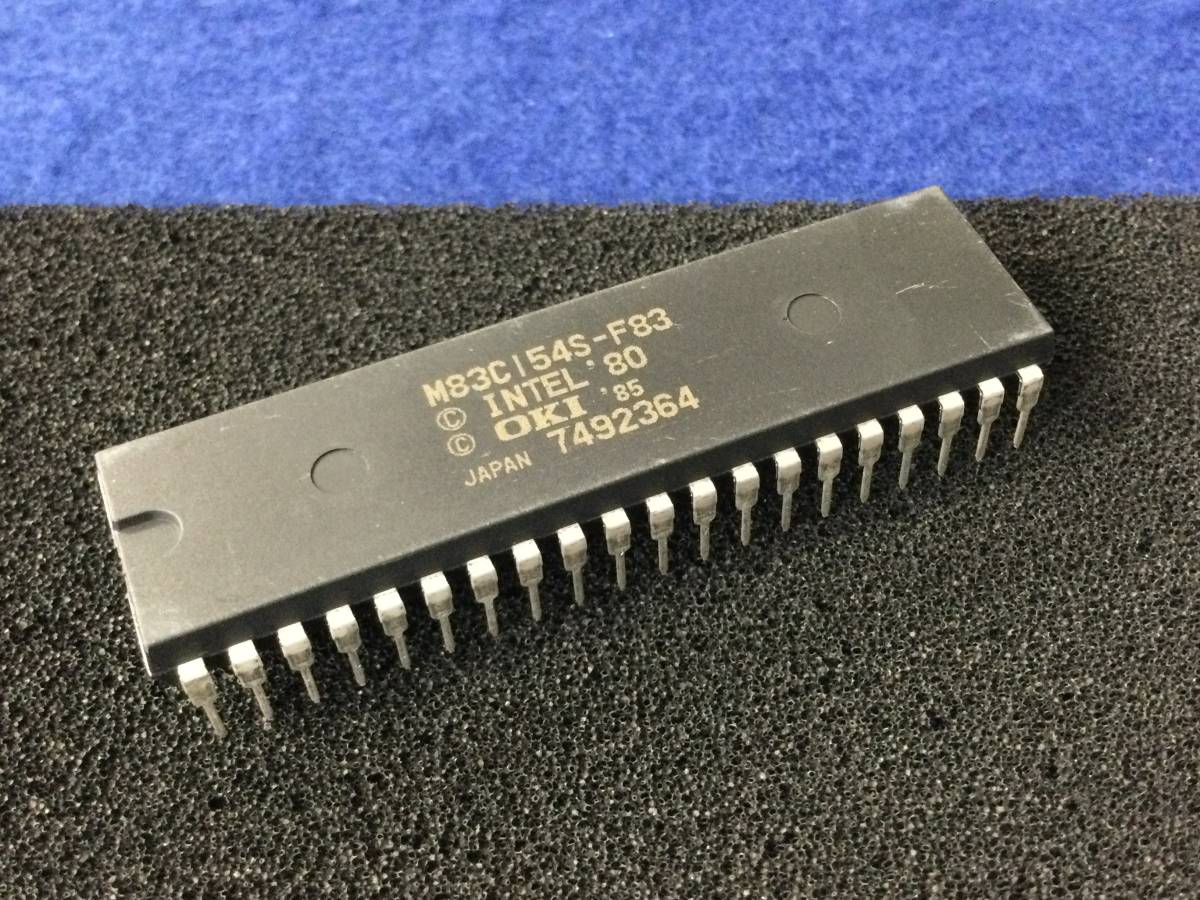 M83C154S-F83
© INTEL '80
© OKI '85
JAPAN 7492364